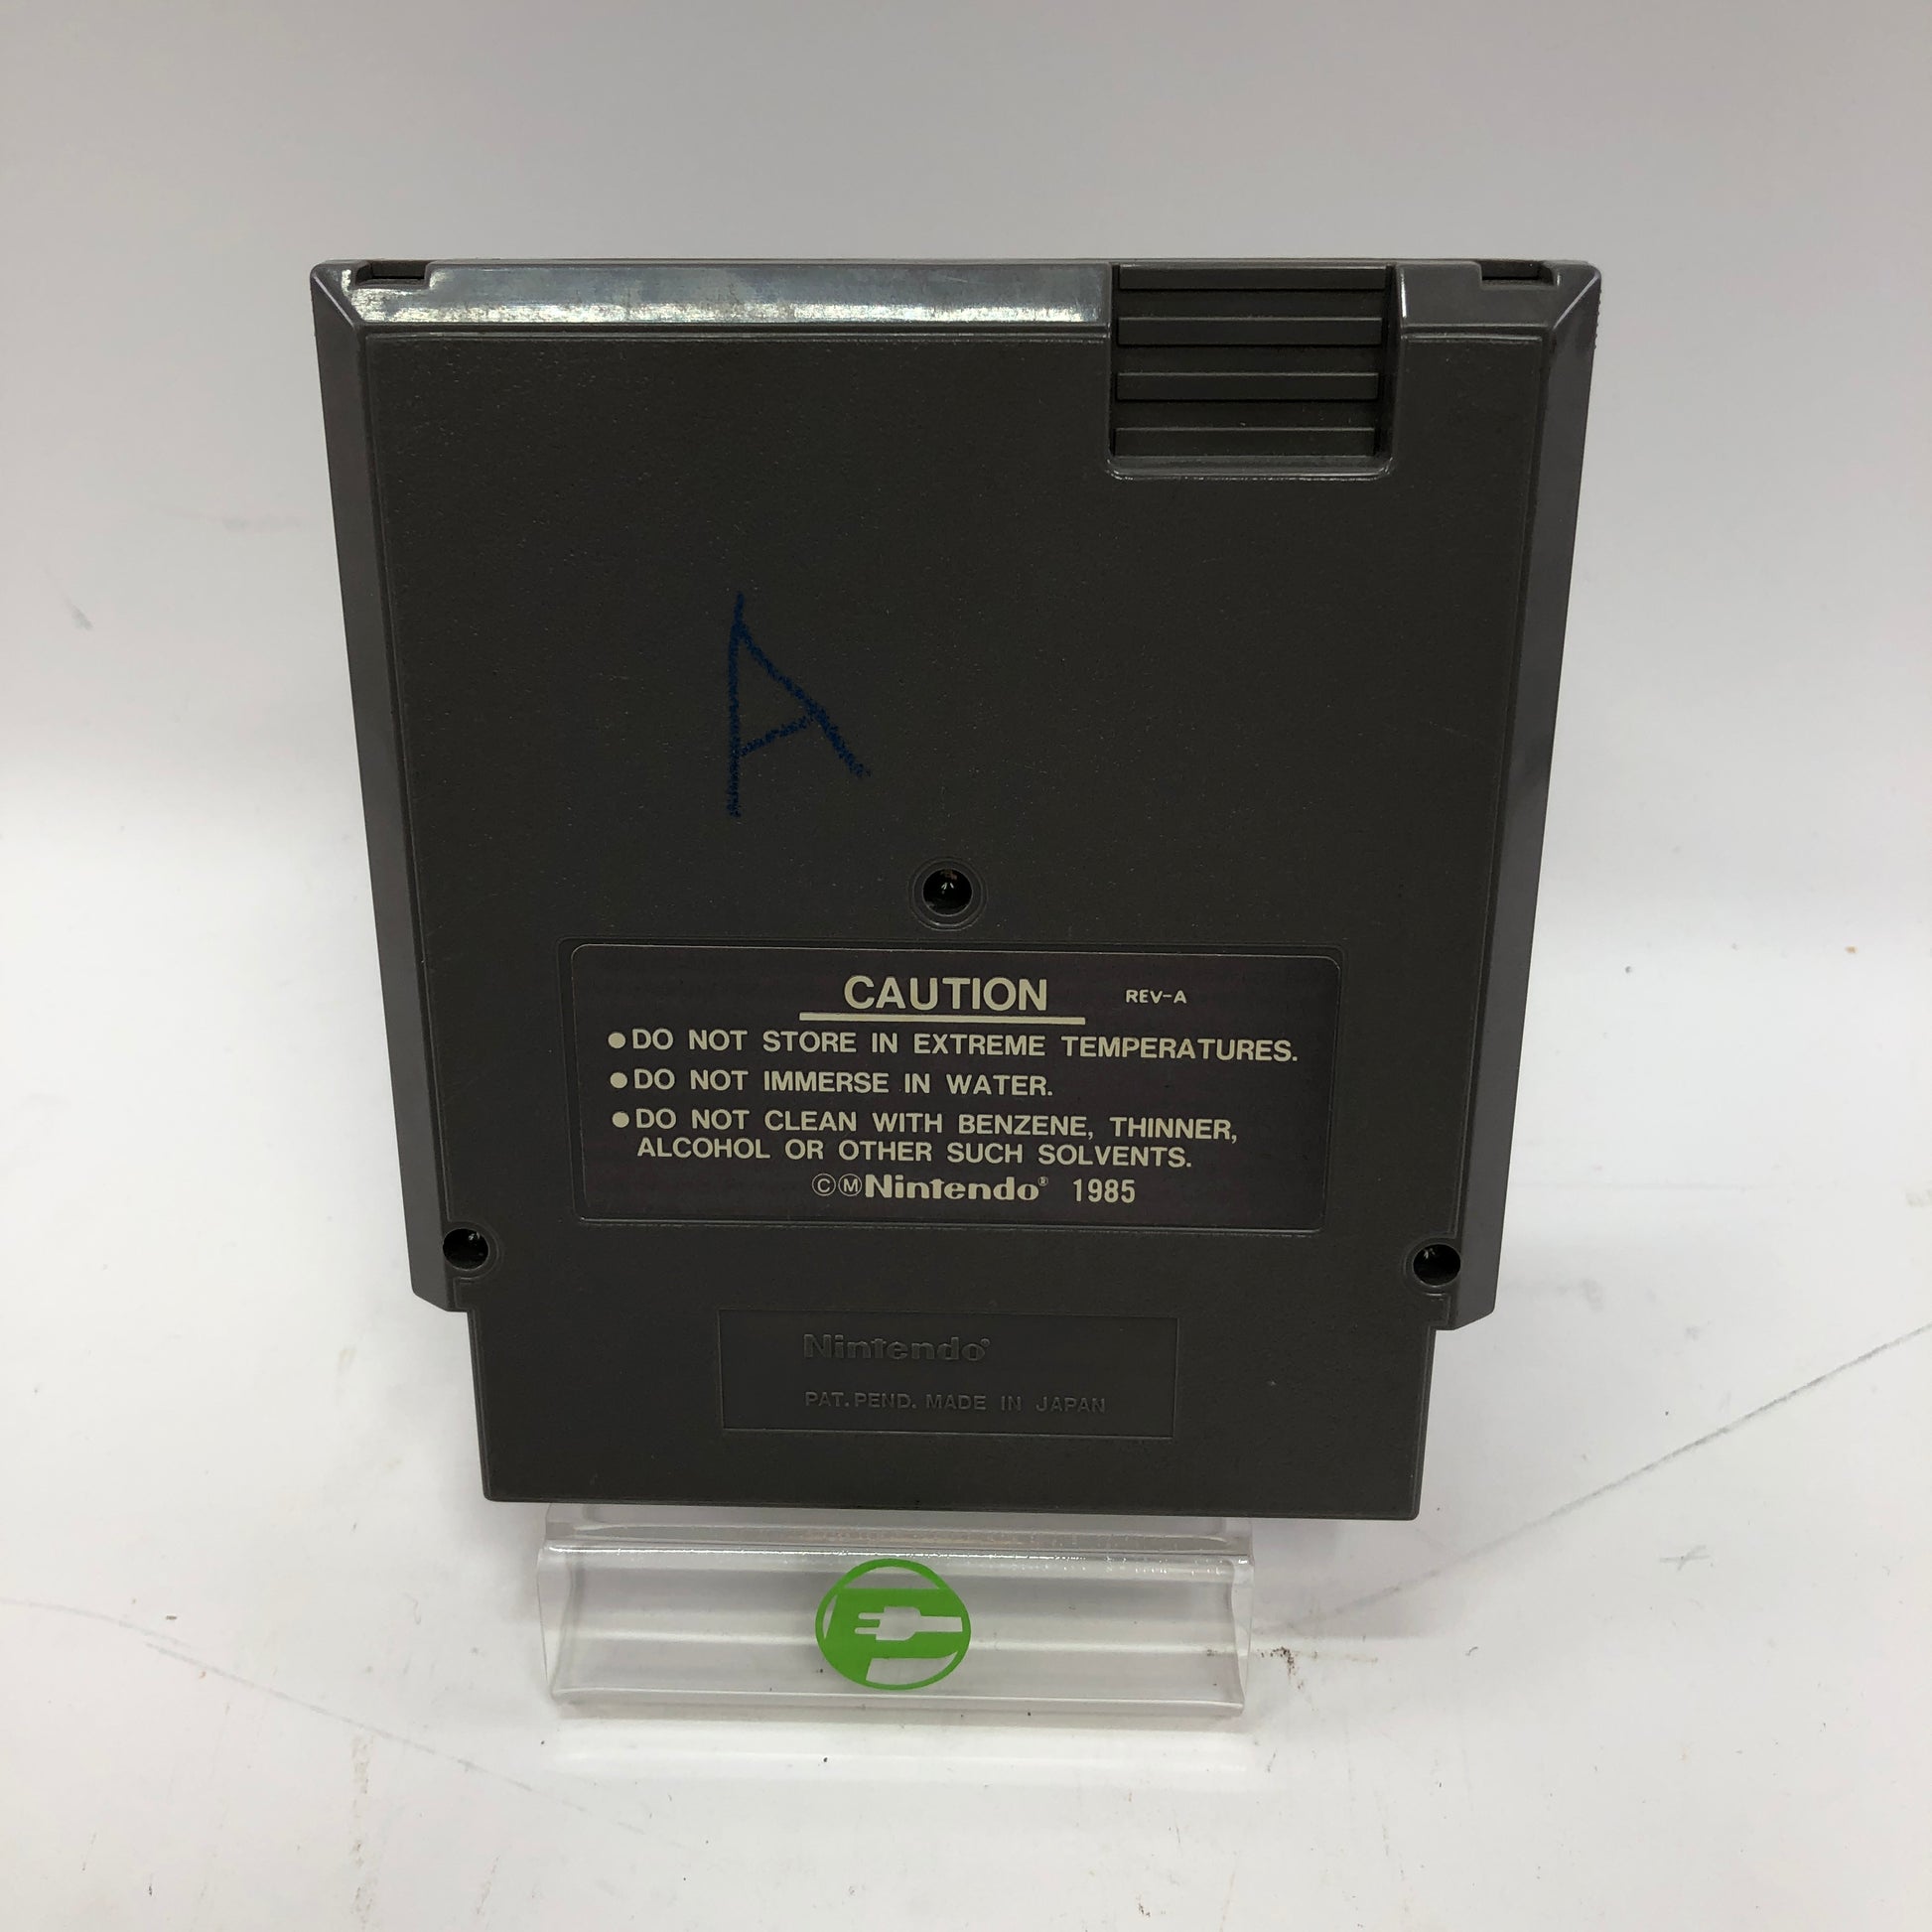 A
CAUTION REV-A
●DO NOT STORE IN EXTREME TEMPERATURES.
●DO NOT IMMERSE IN WATER.
●DO NOT CLEAN WITH BENZENE, THINNER,
ALCOHOL OR OTHER SUCH SOLVENTS.
ⒸⓂNintendo® 1985
Nintendo®
PAT. PEND. MADE IN JAPAN